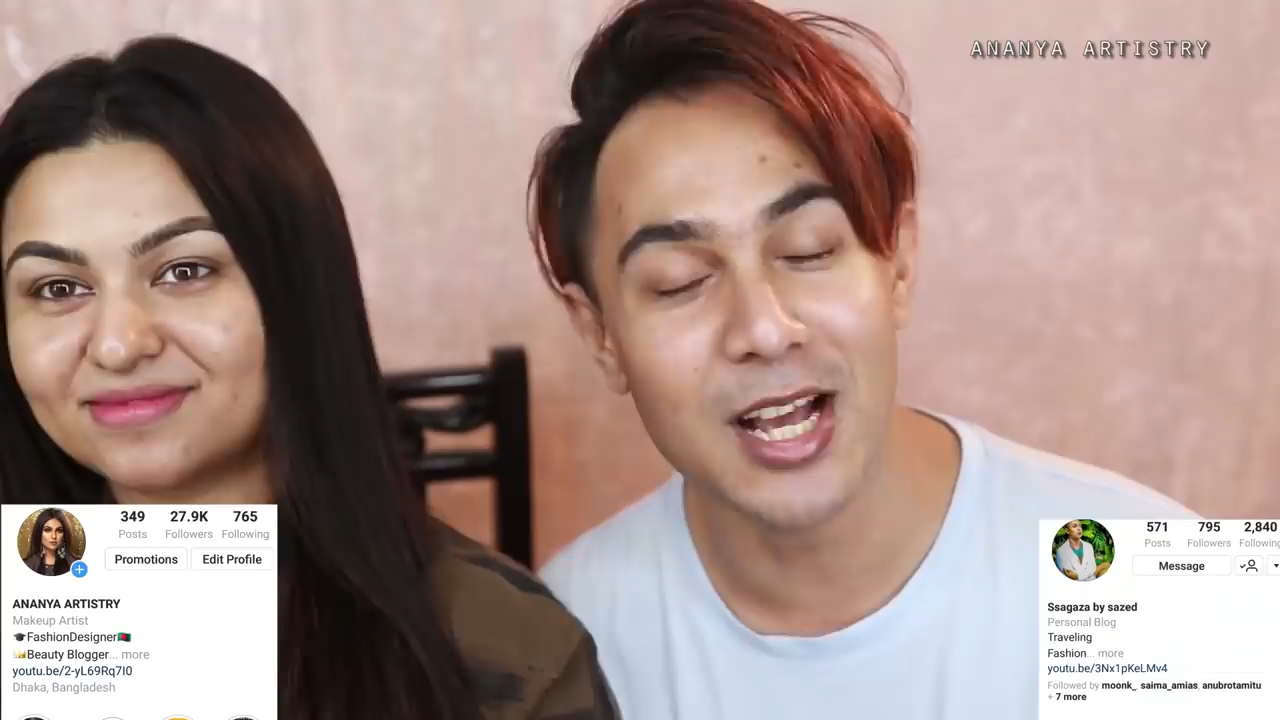 ANANYA ARTISTRY
349 27.9K 765
Posts Followers Following
Promotions Edit Profile
ANANYA ARTISTRY
Makeup Artist
🎓FashionDesigner🇧🇩
👑Beauty Blogger... more
youtu.be/2-yL69Rq7I0
Dhaka, Bangladesh
571 795 2,840
Posts Followers Following
Message
Ssagaza by sazed
Personal Blog
Traveling
Fashion... more
youtu.be/3Nx1pKeLMv4
Followed by moonk_, saima_amias, anubrotamitu
+ 7 more